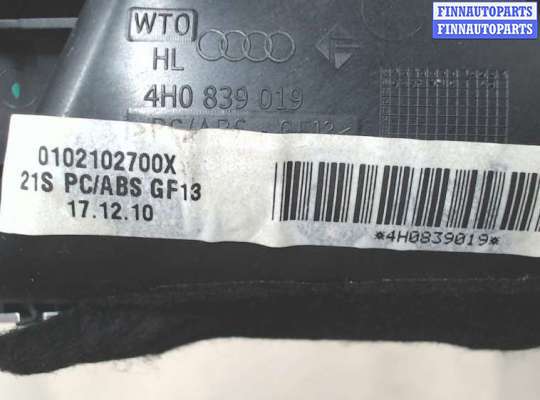 FINNAUTOPARTS
FINNAUTOPARTS
WTO
HL
4H0 839 019
0102102700X
21S PC/ABS GF13
17.12.10
*4H0839019*